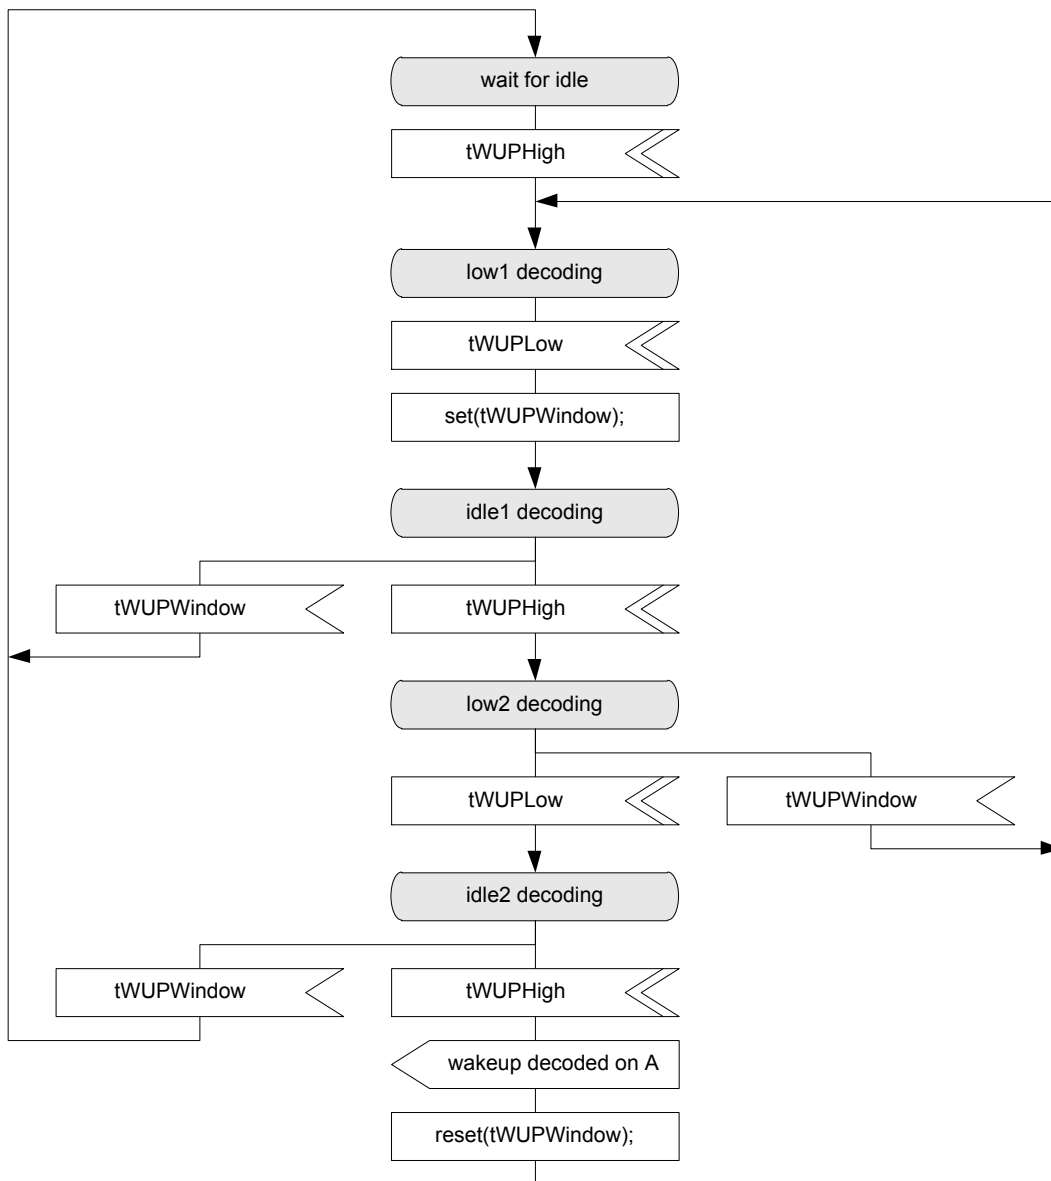 wait for idle
tWUPHigh
low1 decoding
tWUPLow
set(tWUPWindow);
idle1 decoding
tWUPWindow
tWUPHigh
low2 decoding
tWUPLow
tWUPWindow
idle2 decoding
tWUPWindow
tWUPHigh
wakeup decoded on A
reset(tWUPWindow);